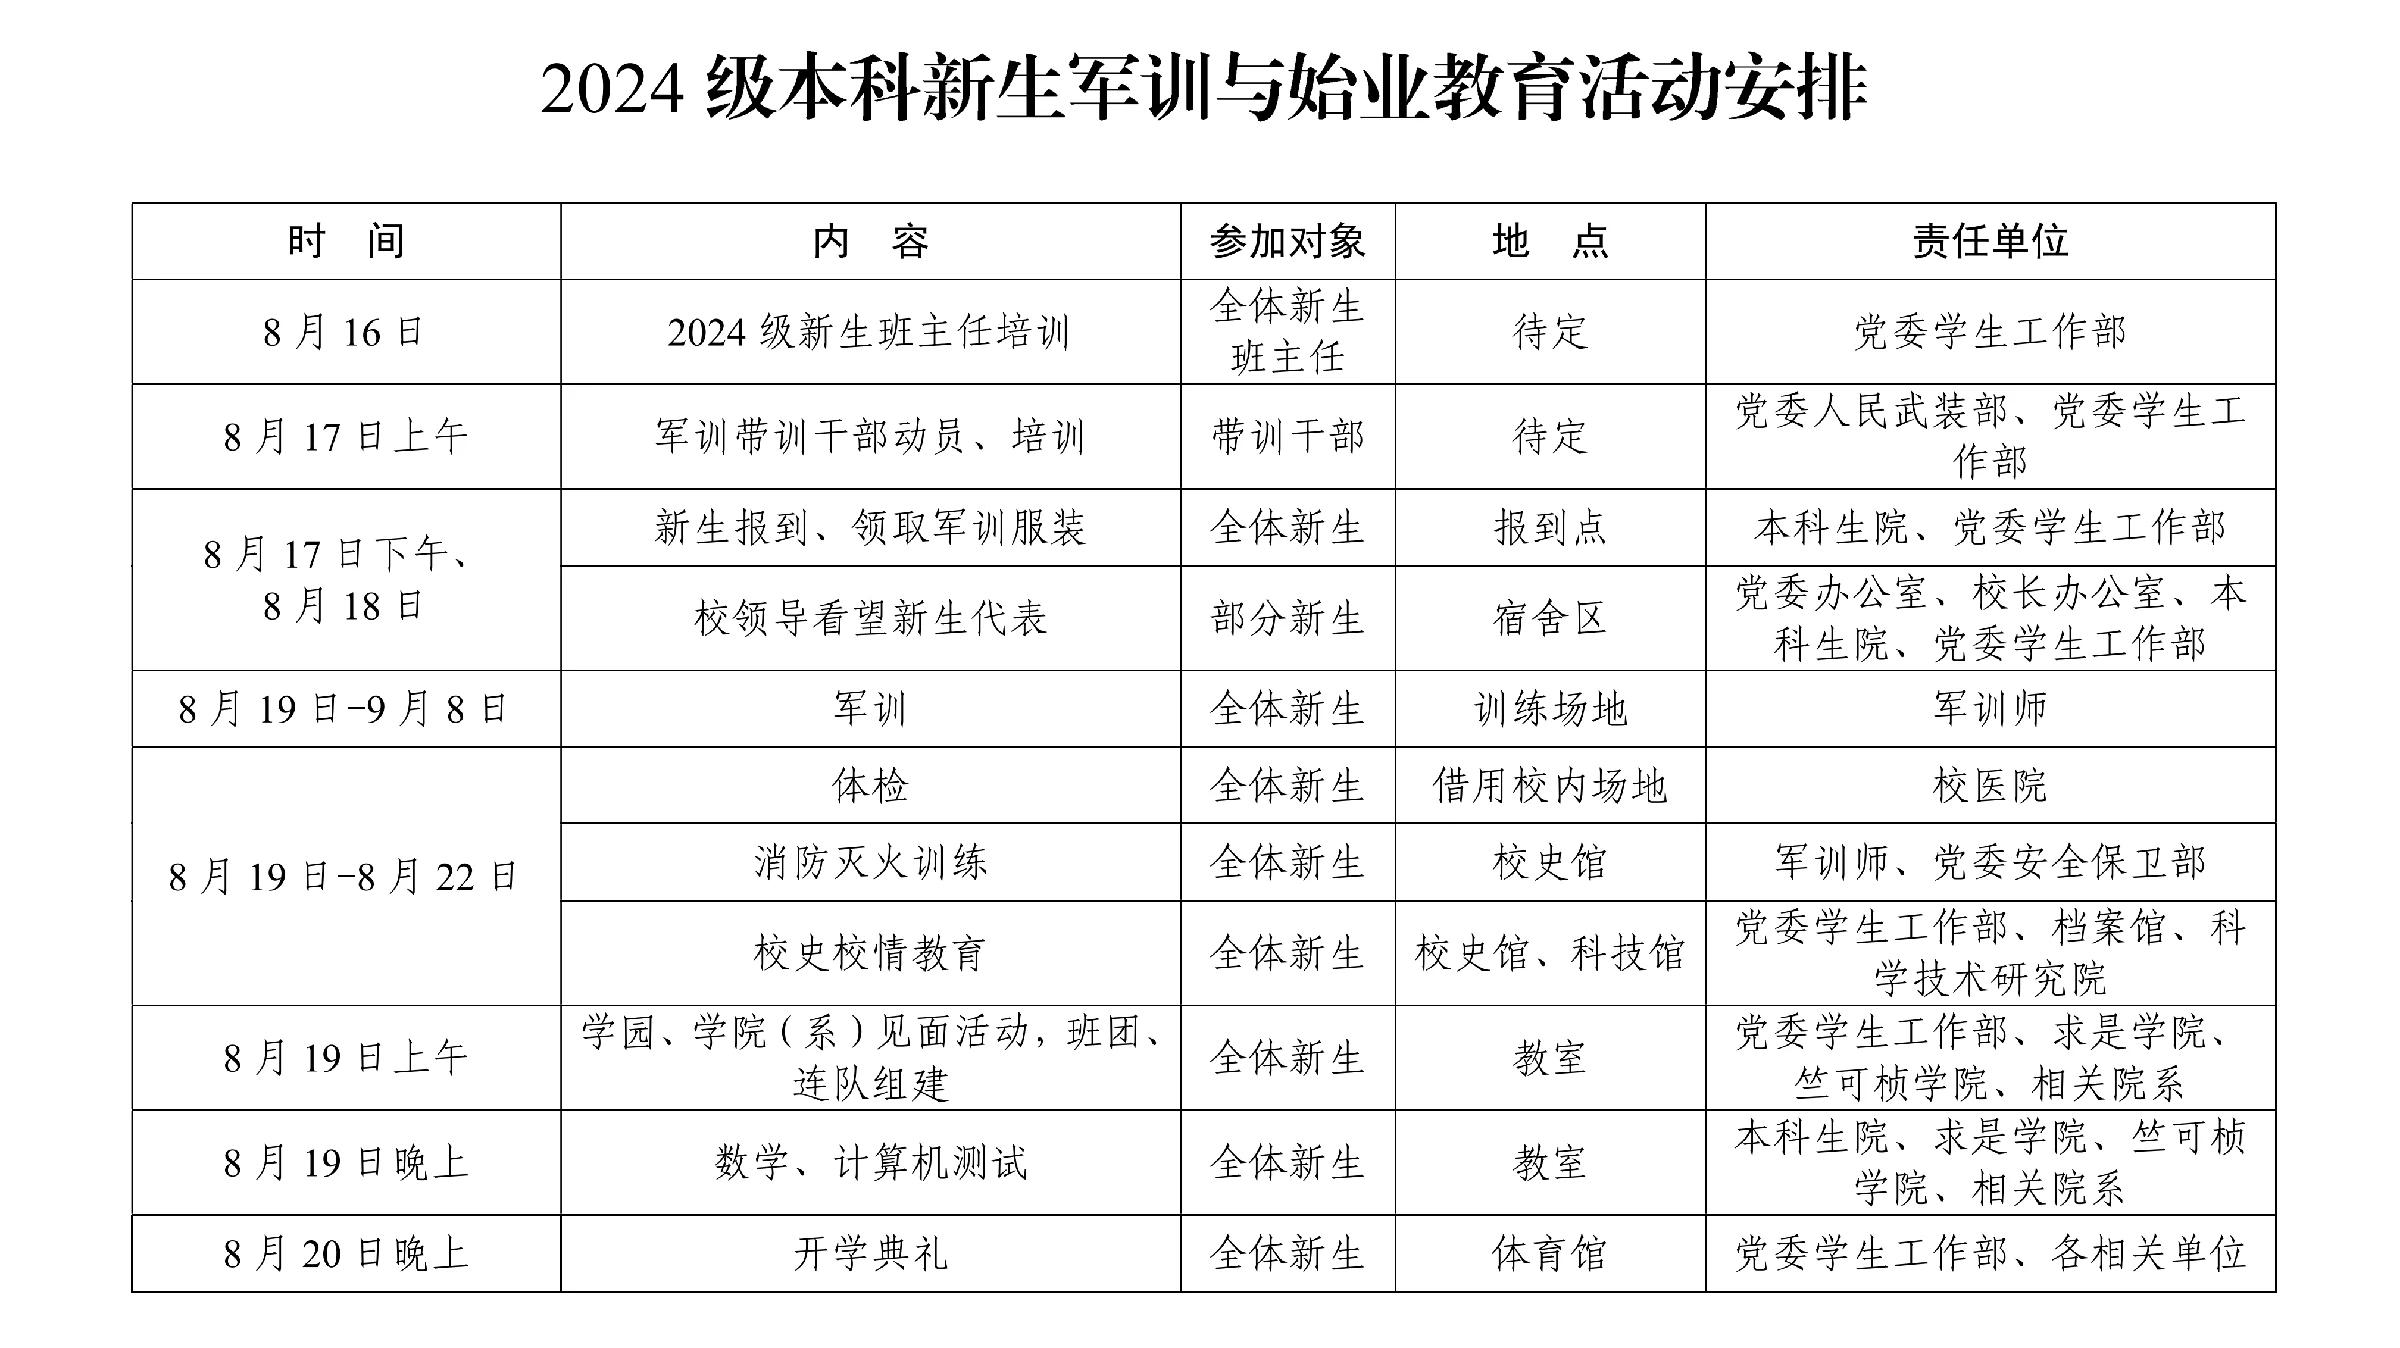 2024 级本科新生军训与始业教育活动安排
时 间 内 容 参加对象 地 点 责任单位
8 月 16 日 2024 级新生班主任培训 全体新生 待定 党委学生工作部
班主任
8 月 17 日上午 军训带训干部动员、培训 带训干部 待定 党委人民武装部、党委学生工
作部
8 月 17 日下午、
8 月 18 日
新生报到、领取军训服装 全体新生 报到点 本科生院、党委学生工作部
校领导看望新生代表 部分新生 宿舍区 党委办公室、校长办公室、本
科生院、党委学生工作部
8 月 19 日-9 月 8 日 军训 全体新生 训练场地 军训师
8 月 19 日-8 月 22 日
体检 全体新生 借用校内场地 校医院
消防灭火训练 全体新生 校史馆 军训师、党委安全保卫部
校史校情教育 全体新生 校史馆、科技馆 党委学生工作部、档案馆、科
学技术研究院
8 月 19 日上午 学园、学院（系）见面活动，班团、
连队组建 全体新生 教室 党委学生工作部、求是学院、
竺可桢学院、相关院系
8 月 19 日晚上 数学、计算机测试 全体新生 教室 本科生院、求是学院、竺可桢
学院、相关院系
8 月 20 日晚上 开学典礼 全体新生 体育馆 党委学生工作部、各相关单位